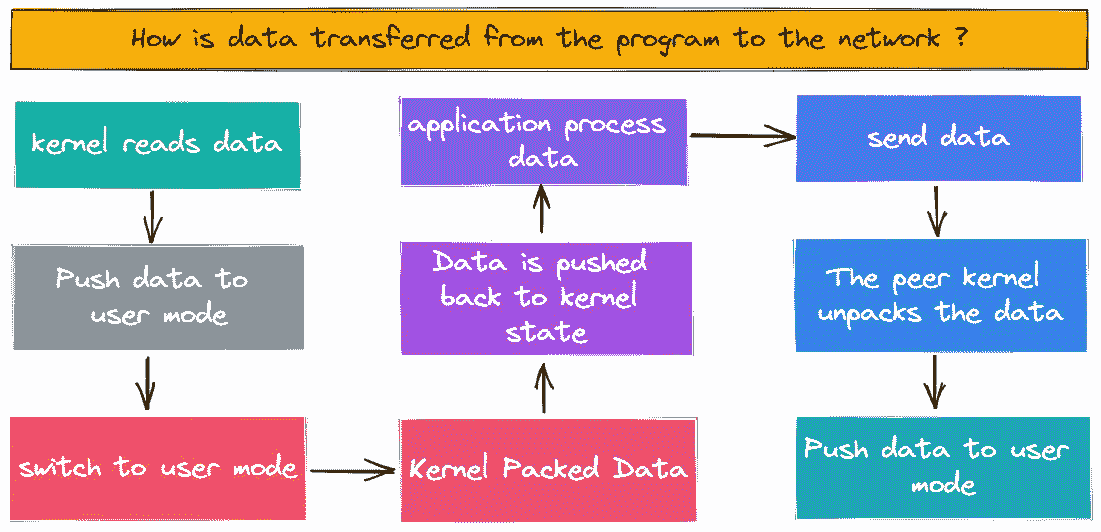 How is data transferred from the program to the network ?
kernel reads data
Push data to
user mode
switch to user mode
Kernel Packed Data
Data is pushed
back to kernel
state
application process
data
send data
The peer kernel
unpacks the data
Push data to user
mode